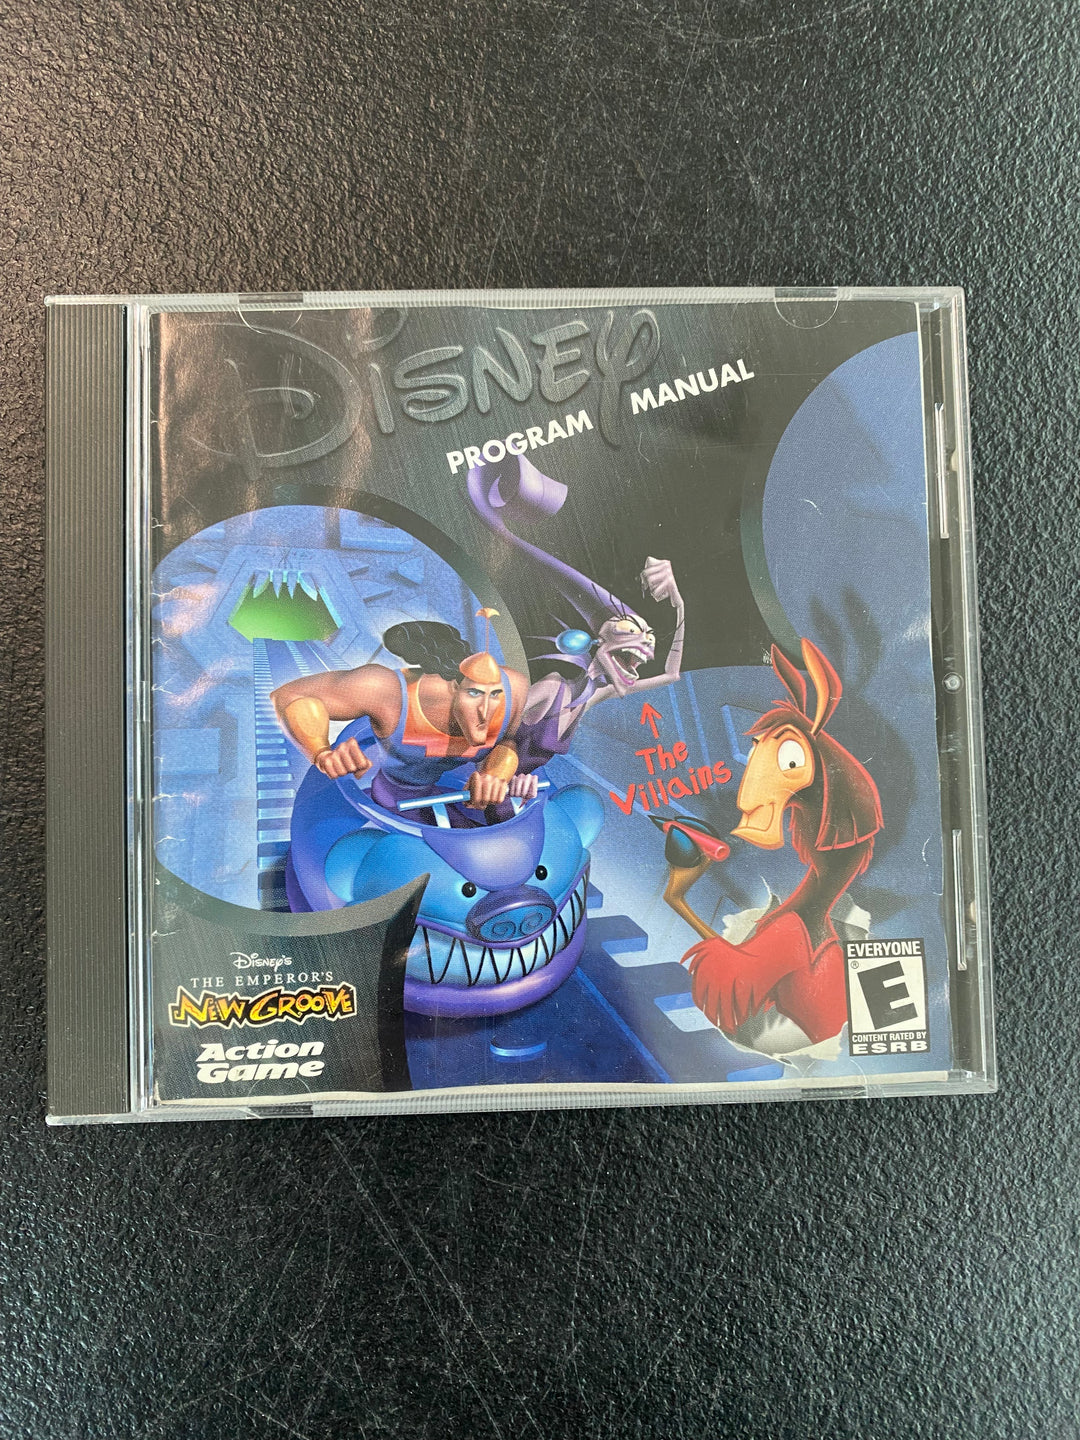 Disney
PROGRAM MANUAL
The
Villains
Disney's
THE EMPEROR'S
NEW GROOVE
Action
Game
EVERYONE
E
®
CONTENT RATED BY
ESRB